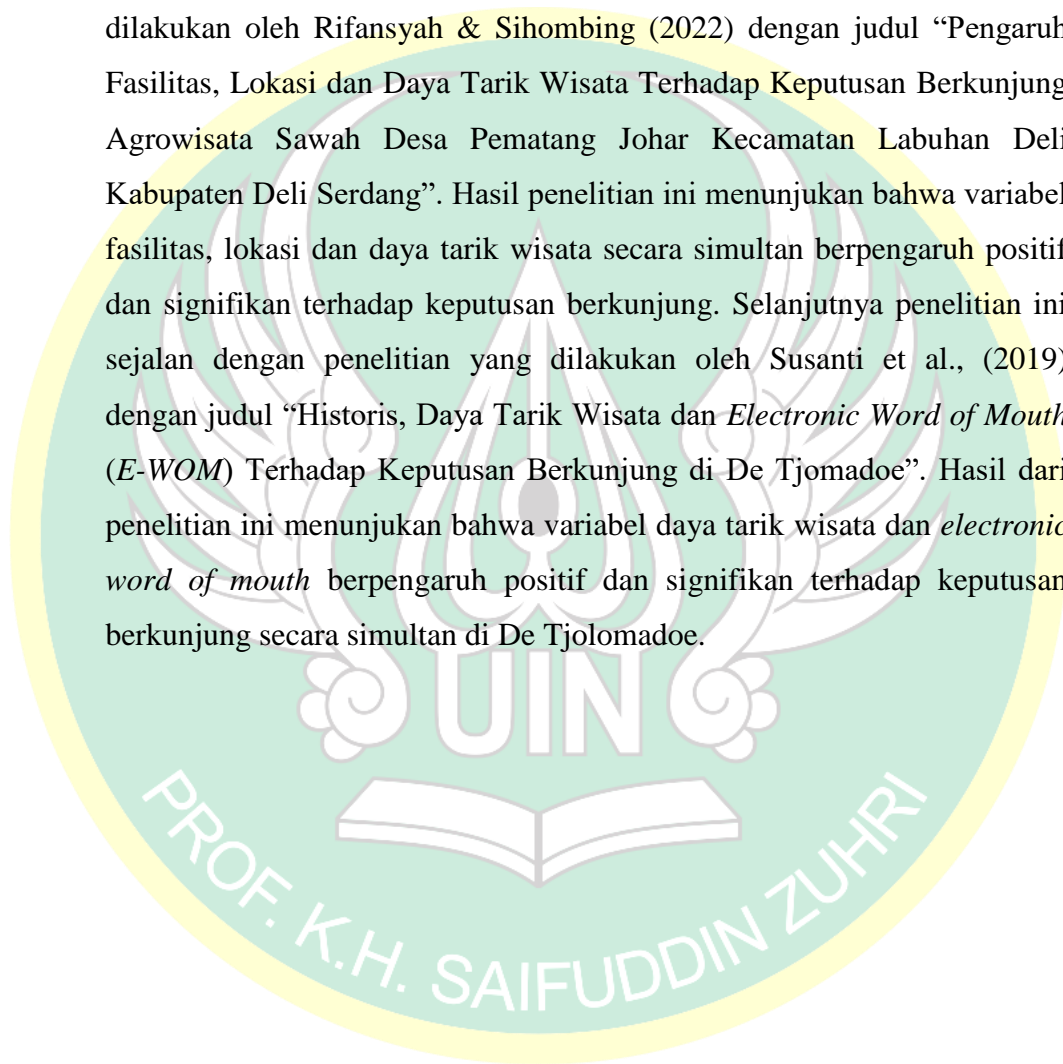 dilakukan oleh Rifansyah & Sihombing (2022) dengan judul “Pengaruh
Fasilitas, Lokasi dan Daya Tarik Wisata Terhadap Keputusan Berkunjung
Agrowisata Sawah Desa Pematang Johar Kecamatan Labuhan Deli
Kabupaten Deli Serdang”. Hasil penelitian ini menunjukan bahwa variabel
fasilitas, lokasi dan daya tarik wisata secara simultan berpengaruh positif
dan signifikan terhadap keputusan berkunjung. Selanjutnya penelitian ini
sejalan dengan penelitian yang dilakukan oleh Susanti et al., (2019)
dengan judul “Historis, Daya Tarik Wisata dan Electronic Word of Mouth
(E-WOM) Terhadap Keputusan Berkunjung di De Tjomadoe”. Hasil dari
penelitian ini menunjukan bahwa variabel daya tarik wisata dan electronic
word of mouth berpengaruh positif dan signifikan terhadap keputusan
berkunjung secara simultan di De Tjolomadoe.
UIN
PROF. K.H. SAIFUDDIN ZUHRI